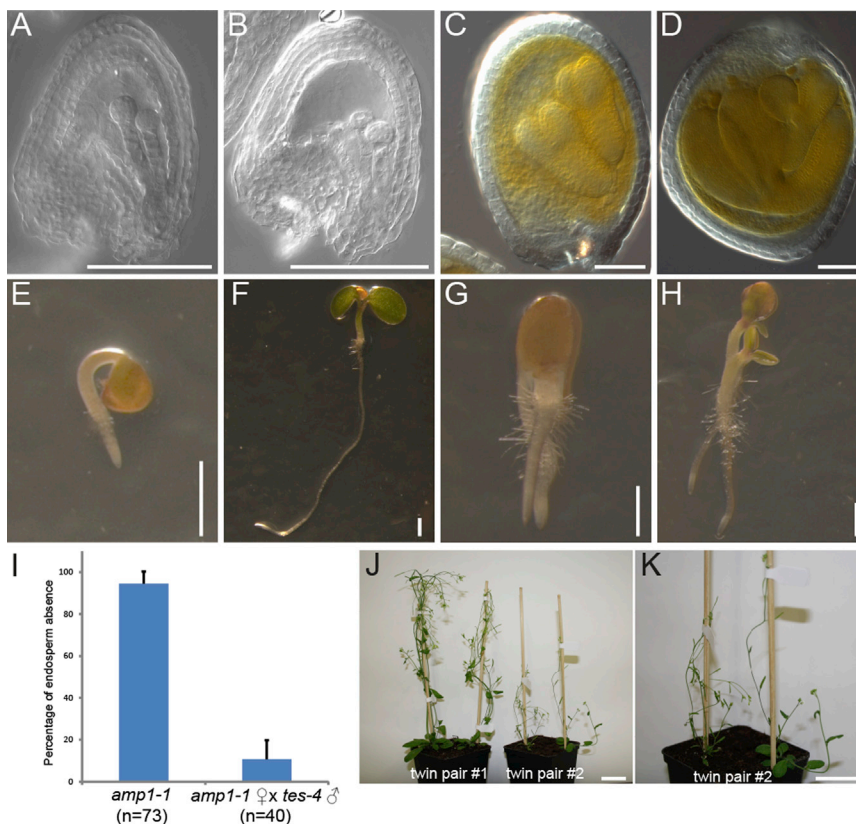 A
B
C
D
E
F
G
H
I
J
K
100
80
60
40
20
0
Percentage of endosperm absence
amp1-1
(n=73)
amp1-1 ♀ x tes-4 ♂
(n=40)
twin pair #1
twin pair #2
twin pair #2